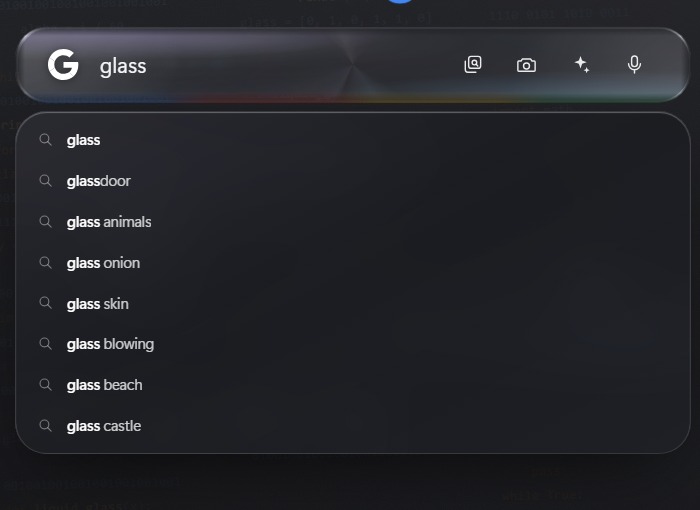 glass
glass
glassdoor
glass animals
glass onion
glass skin
glass blowing
glass beach
glass castle